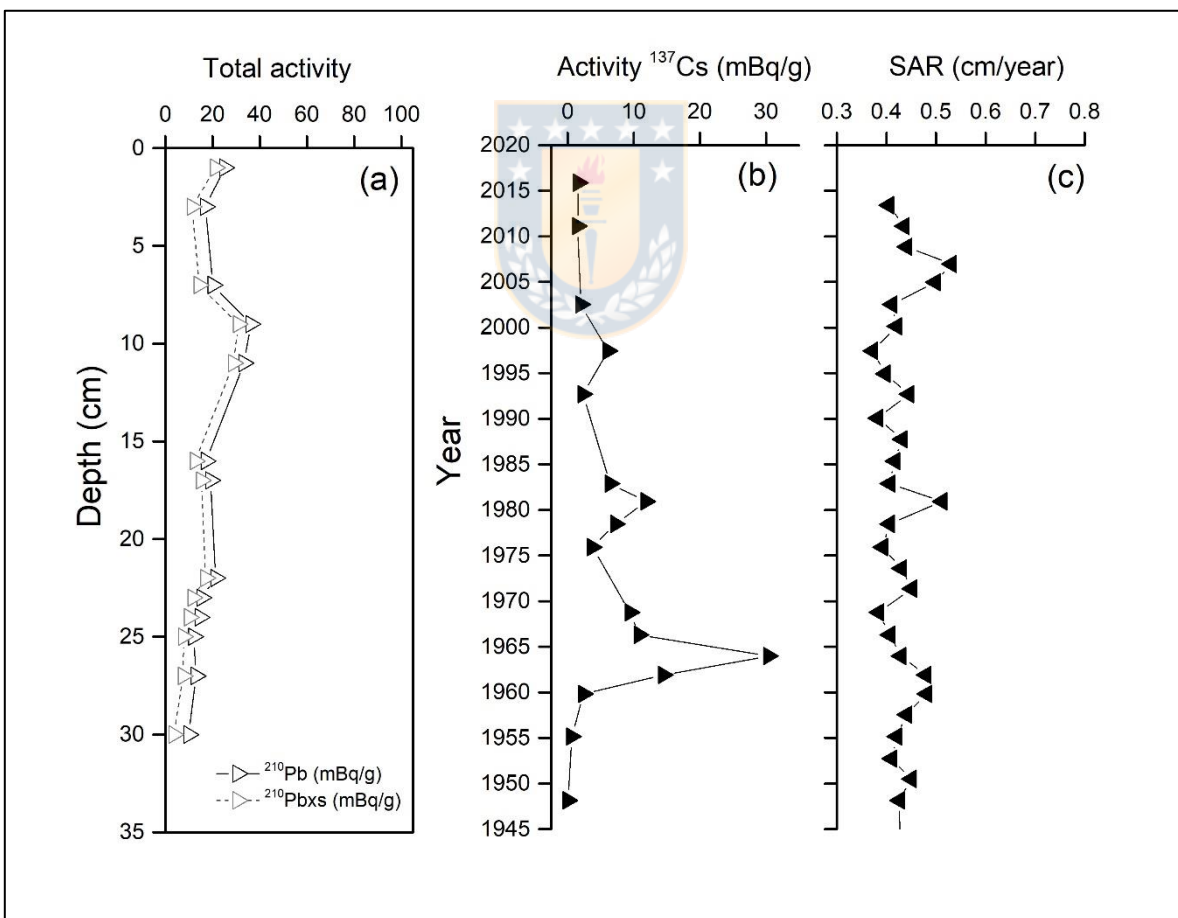 Total activity
0 20 40 60 80 100
Activity ¹³⁷Cs (mBq/g)
0 10 20 30
SAR (cm/year)
0.3 0.4 0.5 0.6 0.7 0.8
(a)
(b)
(c)
Depth (cm)
0
5
10
15
20
25
30
35
Year
2020
2015
2010
2005
2000
1995
1990
1985
1980
1975
1970
1965
1960
1955
1950
1945
²¹⁰Pb (mBq/g)
²¹⁰Pbxs (mBq/g)